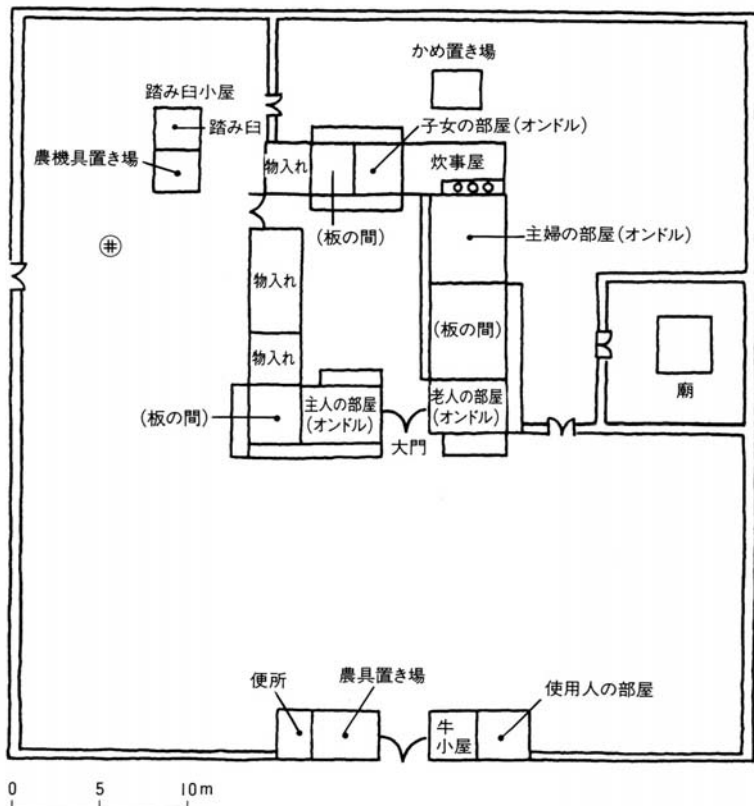 かめ置き場
踏み臼小屋
踏み臼
子女の部屋(オンドル)
農機具置き場
物入れ
炊事屋
(板の間)
主婦の部屋(オンドル)
物入れ
(板の間)
物入れ
(板の間)
主人の部屋
(オンドル)
老人の部屋
(オンドル)
廟
大門
便所
農具置き場
使用人の部屋
牛
小屋
0 5 10m